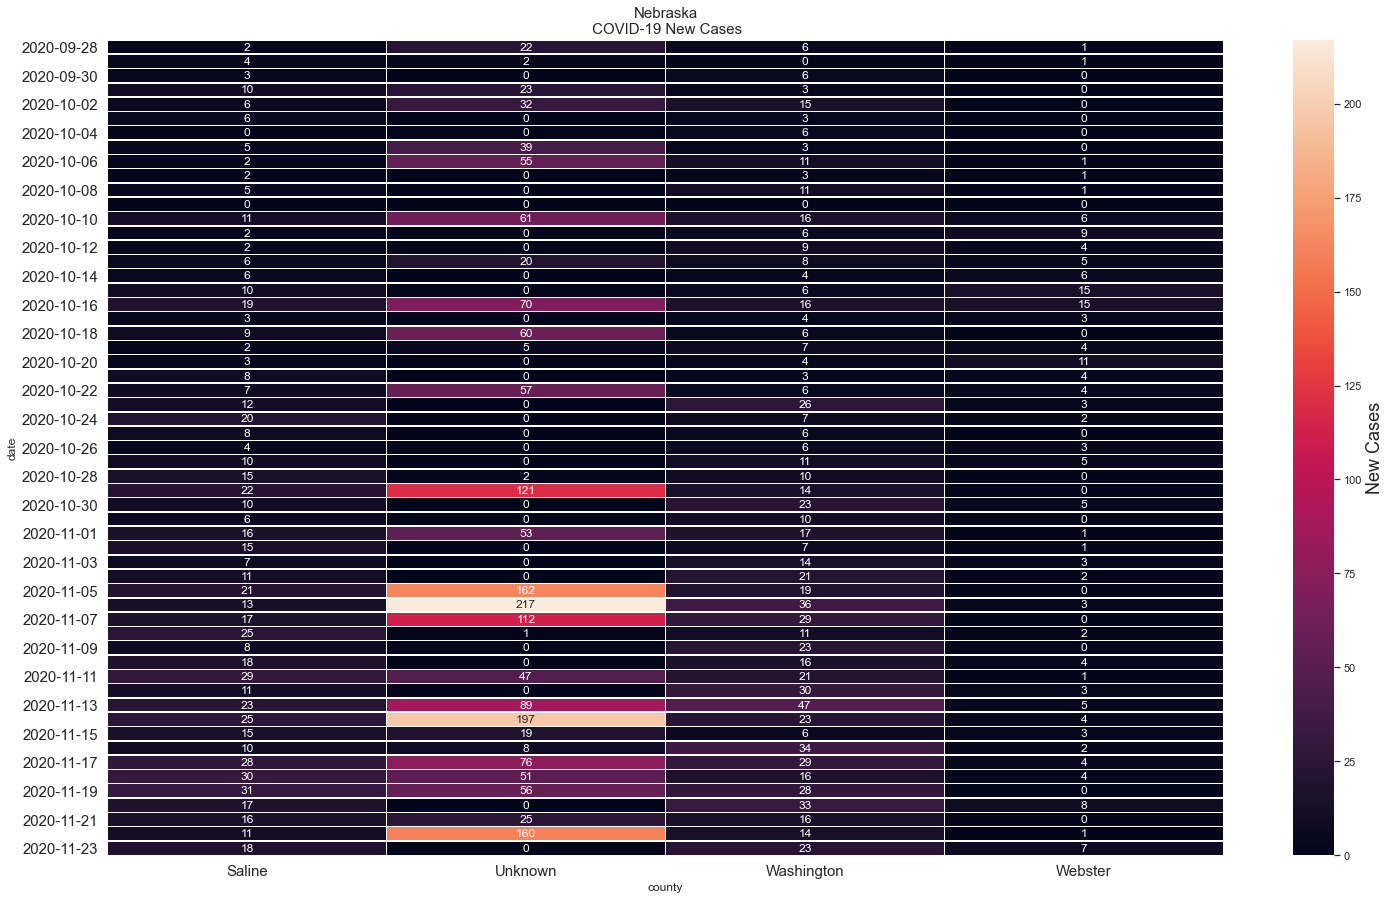 Nebraska
COVID-19 New Cases
2020-09-28 2 22 6 1
4 2 0 1
2020-09-30 3 0 6 0
10 23 3 0
2020-10-02 6 32 15 0
6 0 3 0
2020-10-04 0 0 6 0
5 39 3 0
2020-10-06 2 55 11 1
2 0 3 1
2020-10-08 5 0 11 1
0 0 0 0
2020-10-10 11 61 16 6
2 0 6 9
2020-10-12 2 0 9 4
6 20 8 5
2020-10-14 6 0 4 6
10 0 6 15
2020-10-16 19 70 16 15
3 0 4 3
2020-10-18 9 60 6 0
2 5 7 4
2020-10-20 3 0 4 11
8 0 3 4
2020-10-22 7 57 6 4
12 0 26 3
2020-10-24 20 0 7 2
8 0 6 0
2020-10-26 4 0 6 3
10 0 11 5
2020-10-28 15 2 10 0
22 121 14 0
2020-10-30 10 0 23 5
6 0 10 0
2020-11-01 16 53 17 1
15 0 7 1
2020-11-03 7 0 14 3
11 0 21 2
2020-11-05 21 162 19 0
13 217 36 3
2020-11-07 17 112 29 0
25 1 11 2
2020-11-09 8 0 23 0
18 0 16 4
2020-11-11 29 47 21 1
11 0 30 3
2020-11-13 23 89 47 5
25 197 23 4
2020-11-15 15 19 6 3
10 8 34 2
2020-11-17 28 76 29 4
30 51 16 4
2020-11-19 31 56 28 0
17 0 33 8
2020-11-21 16 25 16 0
11 160 14 1
2020-11-23 18 0 23 7
Saline Unknown Washington Webster
county
date
200
175
150
125
100
75
50
25
0
New Cases